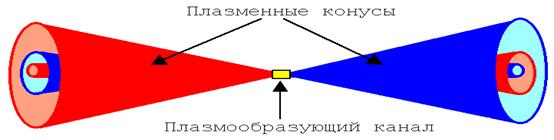 Плазменные конусы
Плазмообразующий канал